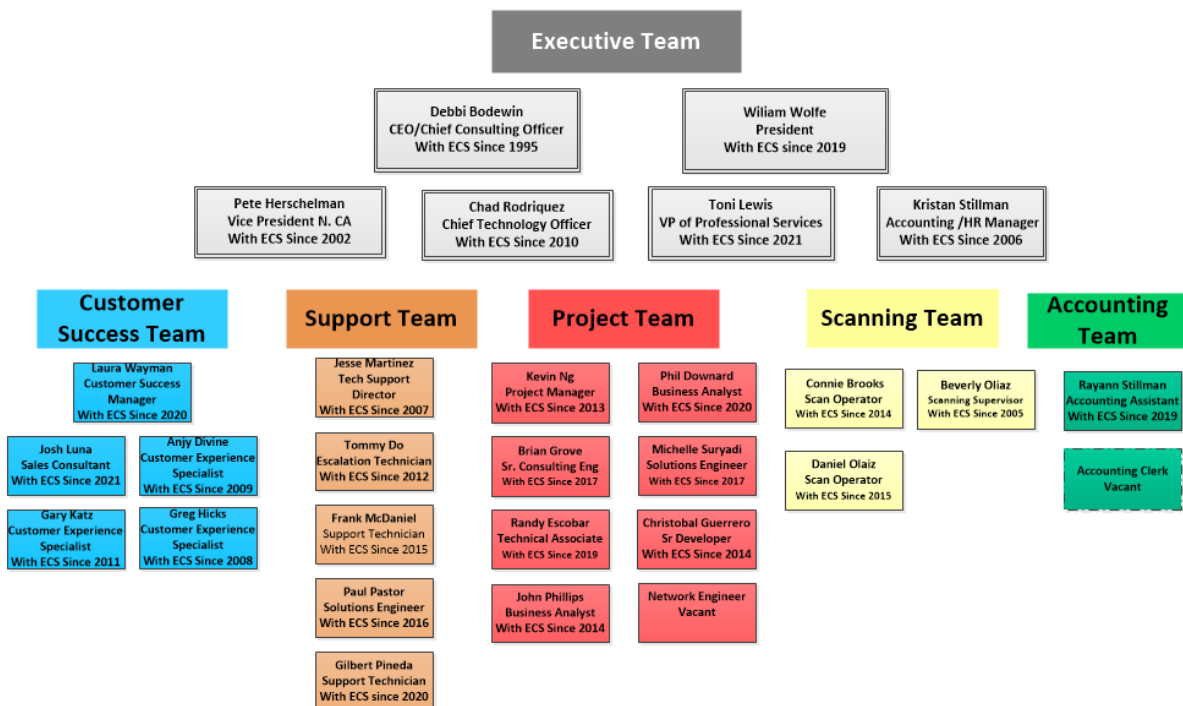 Executive Team
Debbi Bodewin
CEO/Chief Consulting Officer
With ECS Since 1995
Wiliam Wolfe
President
With ECS since 2019
Pete Herschelman
Vice President N. CA
With ECS Since 2002
Chad Rodriquez
Chief Technology Officer
With ECS Since 2010
Toni Lewis
VP of Professional Services
With ECS Since 2021
Kristan Stillman
Accounting /HR Manager
With ECS Since 2006
Customer
Success Team
Laura Wayman
Customer Success
Manager
With ECS Since 2020
Josh Luna
Sales Consultant
With ECS Since 2021
Anjy Divine
Customer Experience
Specialist
With ECS Since 2009
Gary Katz
Customer Experience
Specialist
With ECS Since 2011
Greg Hicks
Customer Experience
Specialist
With ECS Since 2008
Support Team
Jesse Martinez
Tech Support
Director
With ECS Since 2007
Tommy Do
Escalation Technician
With ECS Since 2012
Frank McDaniel
Support Technician
With ECS Since 2015
Paul Pastor
Solutions Engineer
With ECS Since 2016
Gilbert Pineda
Support Technician
With ECS since 2020
Project Team
Kevin Ng
Project Manager
With ECS Since 2013
Phil Downard
Business Analyst
With ECS Since 2020
Brian Grove
Sr. Consulting Eng
With ECS Since 2017
Michelle Suryadi
Solutions Engineer
With ECS Since 2017
Randy Escobar
Technical Associate
With ECS Since 2019
Christobal Guerrero
Sr Developer
With ECS Since 2014
John Phillips
Business Analyst
With ECS Since 2014
Network Engineer
Vacant
Scanning Team
Connie Brooks
Scan Operator
With ECS Since 2014
Beverly Oliaz
Scanning Supervisor
With ECS Since 2005
Daniel Olaiz
Scan Operator
With ECS Since 2015
Accounting
Team
Rayann Stillman
Accounting Assistant
With ECS Since 2019
Accounting Clerk
Vacant